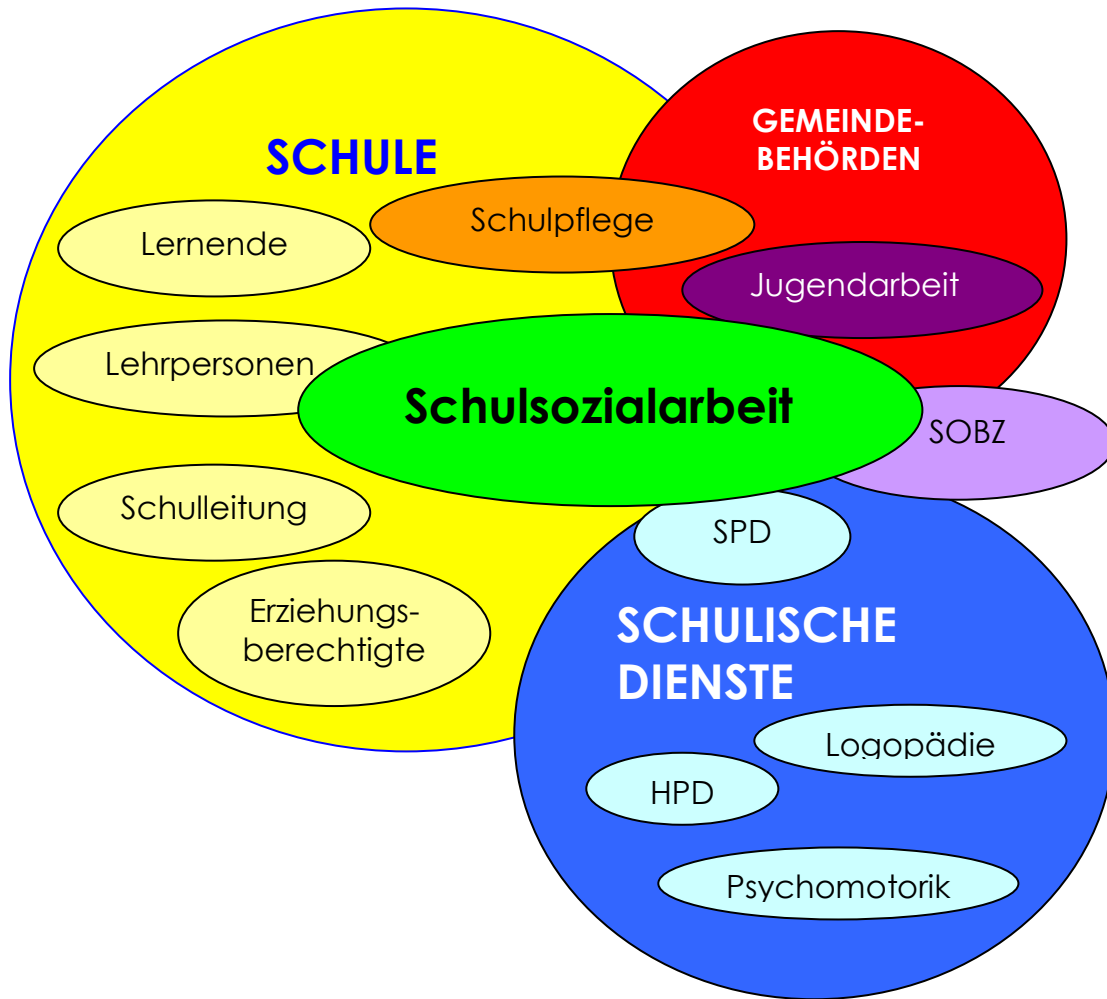 SCHULE
GEMEINDE-
BEHÖRDEN
Schulpflege
Lernende
Jugendarbeit
Lehrpersonen
Schulsozialarbeit
SOBZ
Schulleitung
SPD
Erziehungs-
berechtigte
SCHULISCHE
DIENSTE
Logopädie
HPD
Psychomotorik